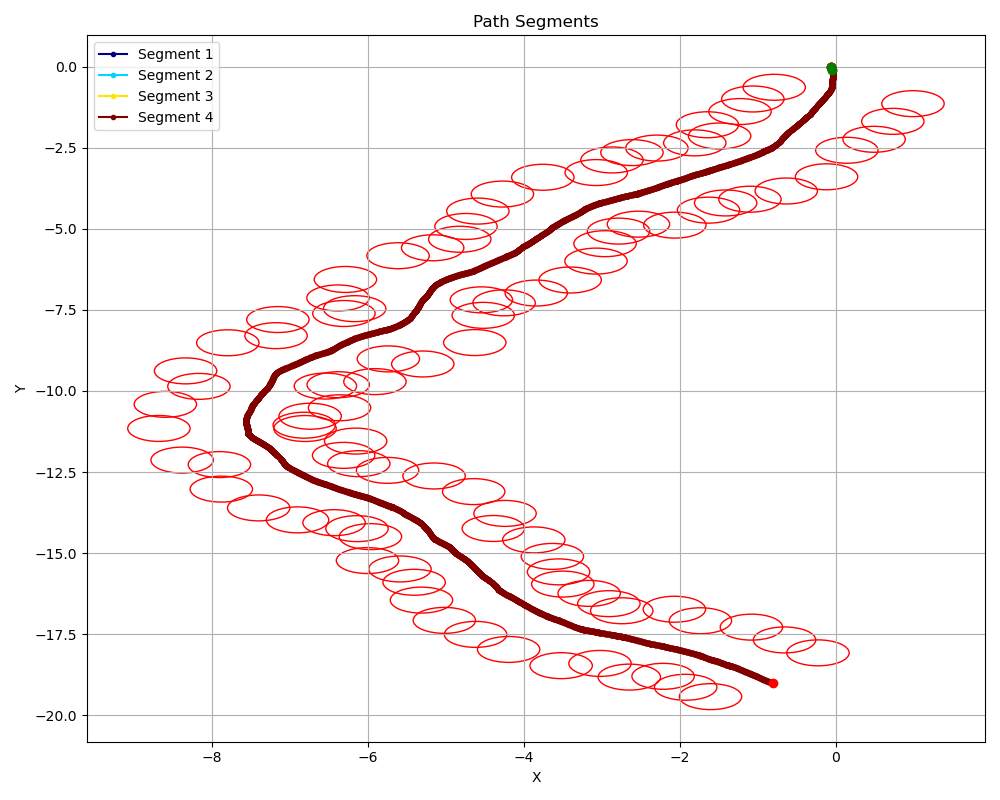 Path Segments
Segment 1
Segment 2
Segment 3
Segment 4
0.0
−2.5
−5.0
−7.5
−10.0
−12.5
−15.0
−17.5
−20.0
Y
−8
−6
−4
−2
0
X